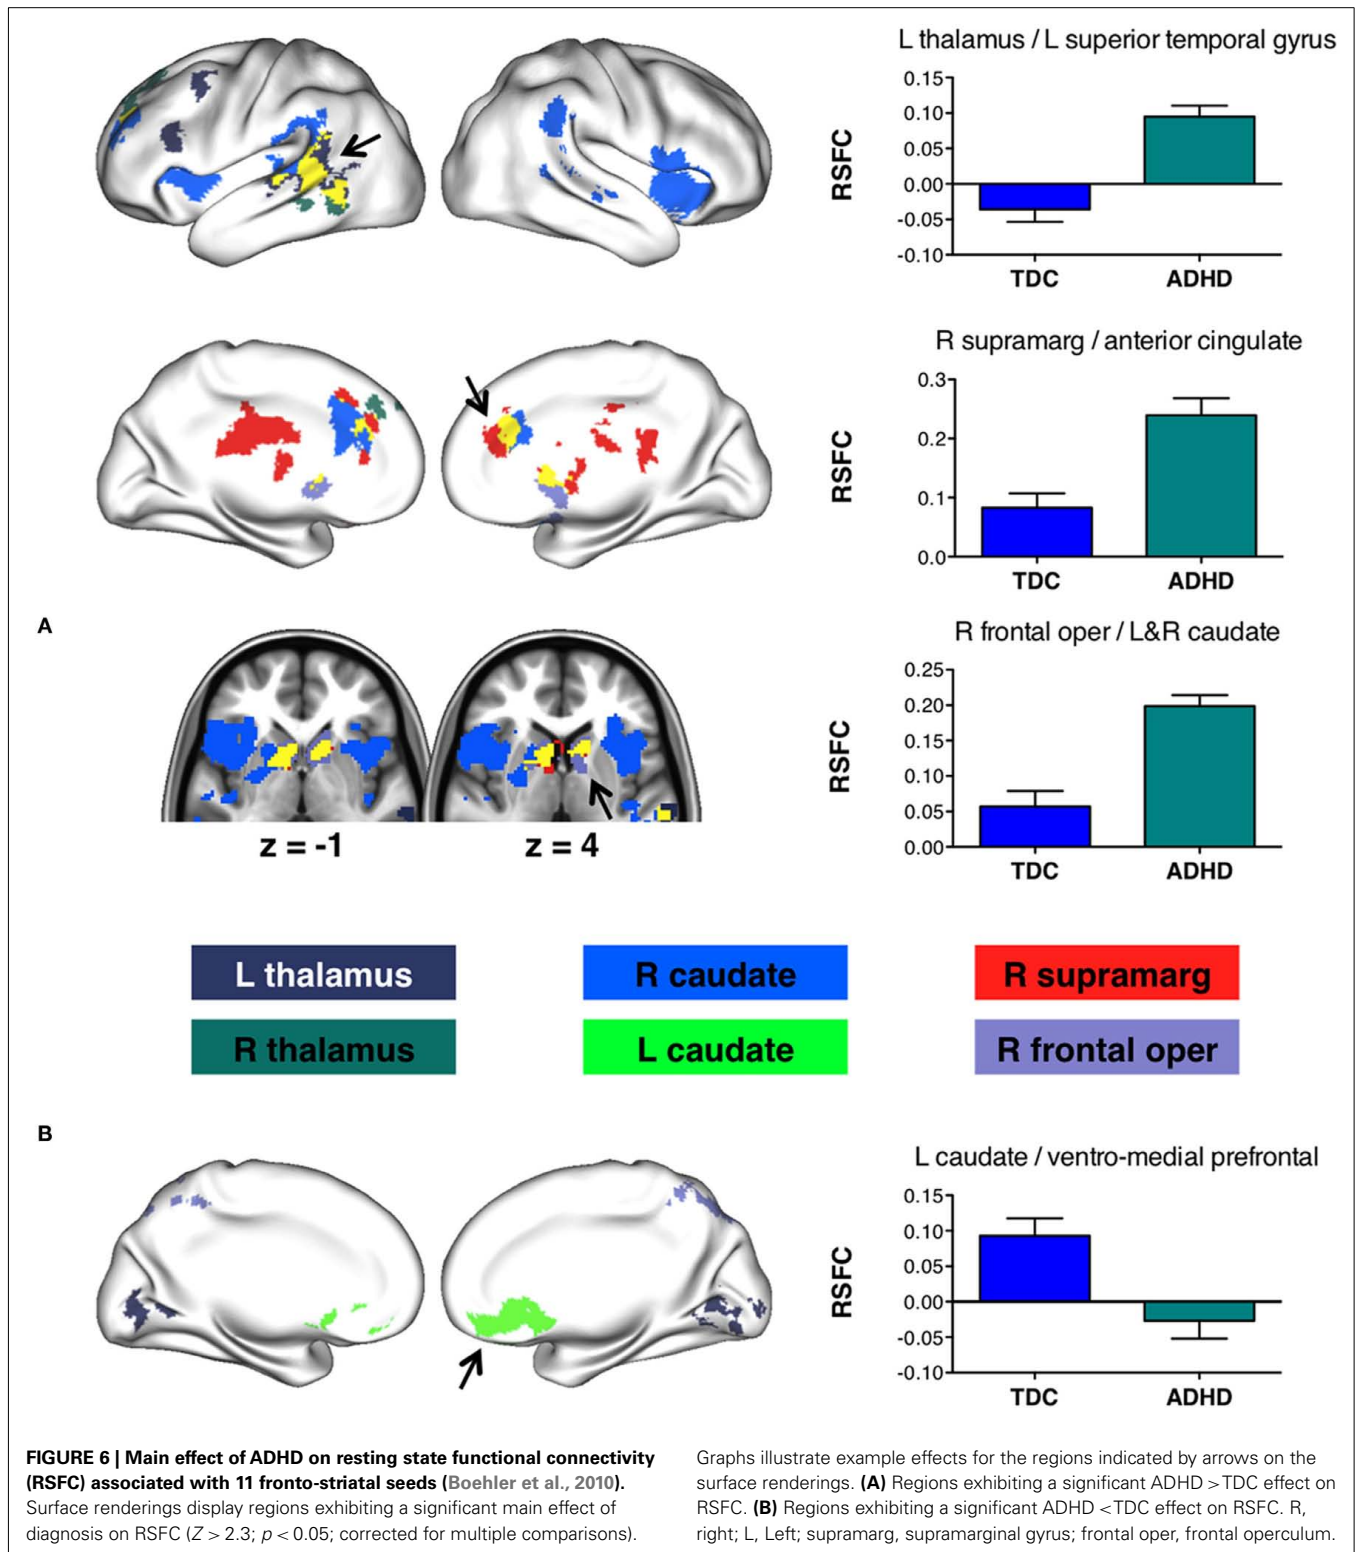 L thalamus / L superior temporal gyrus
0.15
0.10
0.05
0.00
-0.05
-0.10
RSFC
TDC
ADHD
R supramarg / anterior cingulate
0.3
0.2
0.1
0.0
RSFC
TDC
ADHD
A
R frontal oper / L&R caudate
0.25
0.20
0.15
0.10
0.05
0.00
RSFC
TDC
ADHD
z = -1
z = 4
L thalamus
R caudate
R supramarg
R thalamus
L caudate
R frontal oper
B
L caudate / ventro-medial prefrontal
0.15
0.10
0.05
0.00
-0.05
-0.10
RSFC
TDC
ADHD
FIGURE 6 | Main effect of ADHD on resting state functional connectivity
(RSFC) associated with 11 fronto-striatal seeds (Boehler et al., 2010).
Surface renderings display regions exhibiting a significant main effect of
diagnosis on RSFC (Z > 2.3; p < 0.05; corrected for multiple comparisons).
Graphs illustrate example effects for the regions indicated by arrows on the
surface renderings. (A) Regions exhibiting a significant ADHD > TDC effect on
RSFC. (B) Regions exhibiting a significant ADHD < TDC effect on RSFC. R,
right; L, Left; supramarg, supramarginal gyrus; frontal oper, frontal operculum.